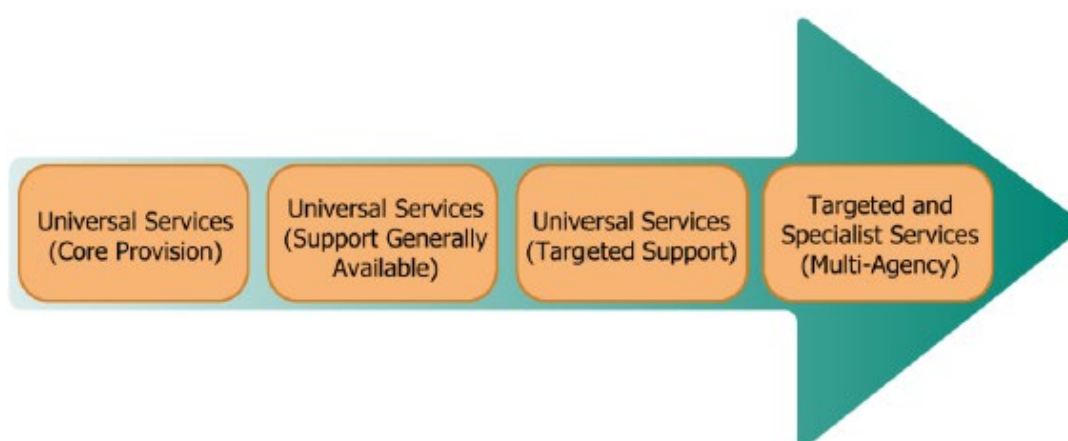 Universal Services
(Core Provision)
Universal Services
(Support Generally
Available)
Universal Services
(Targeted Support)
Targeted and
Specialist Services
(Multi-Agency)